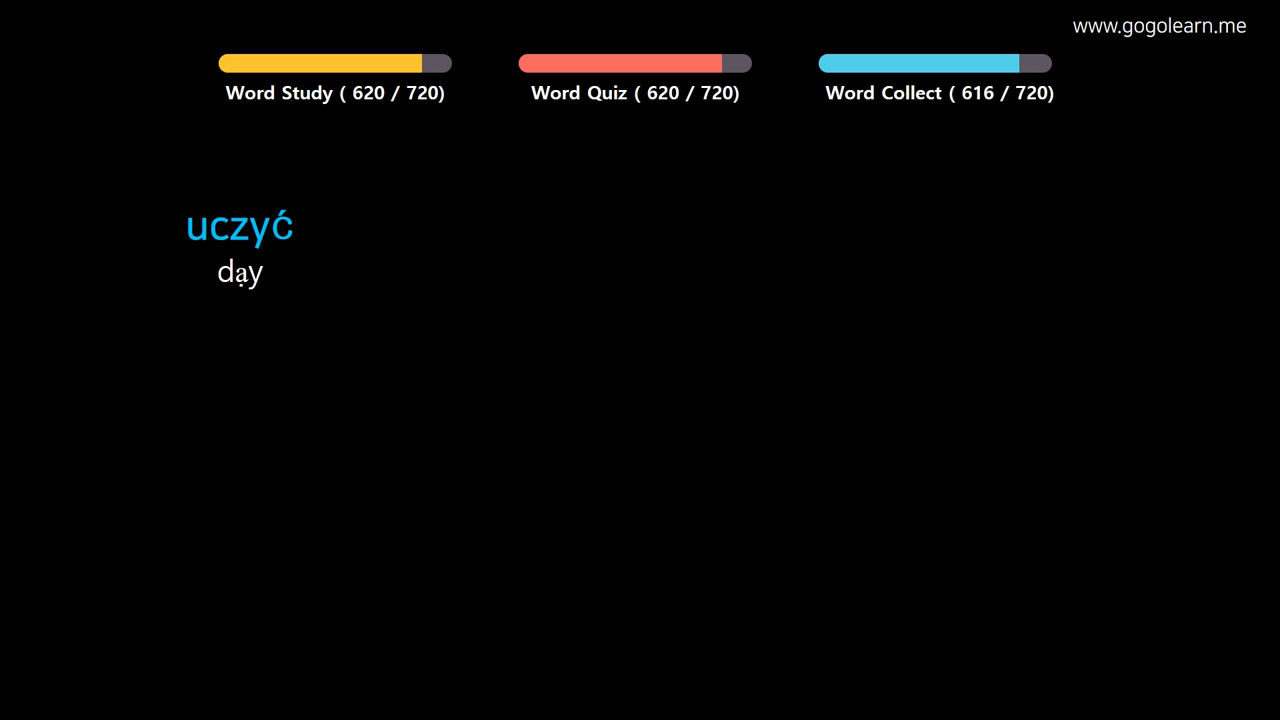 www.gogolearn.me
Word Study ( 620 / 720)
Word Quiz ( 620 / 720)
Word Collect ( 616 / 720)
uczyć
dạy